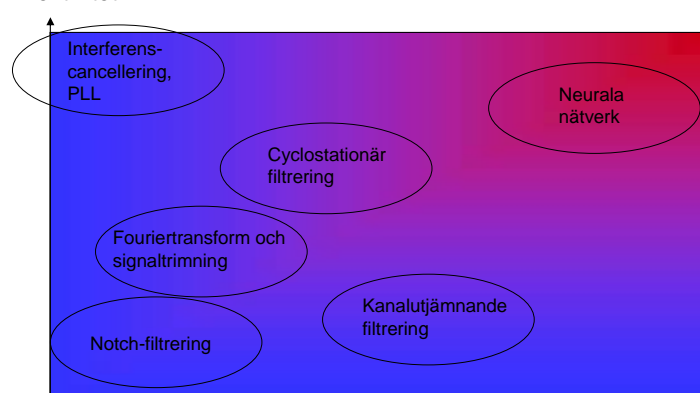 Interferens-
cancellering,
PLL
Neurala
nätverk
Cyclostationär
filtrering
Fouriertransform och
signaltrimning
Kanalutjämnande
filtrering
Notch-filtrering